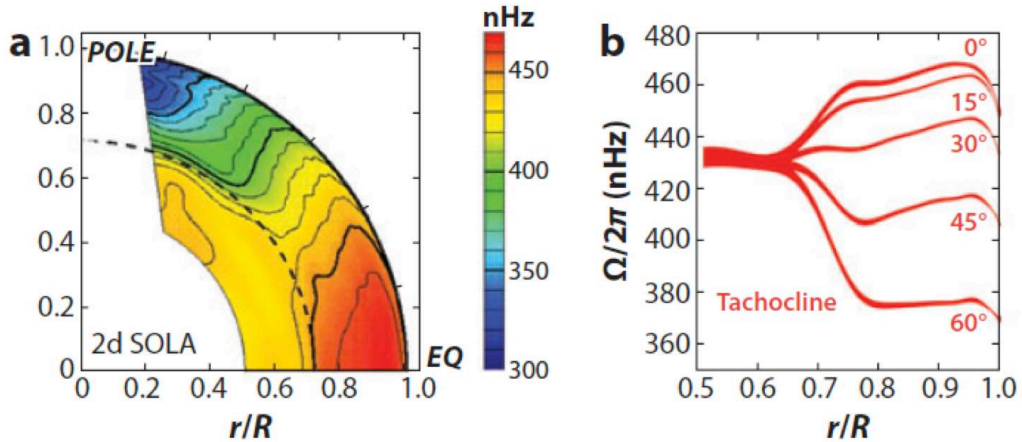 a
1.0
0.8
0.6
0.4
0.2
0
POLE
2d SOLA
EQ
0 0.2 0.4 0.6 0.8 1.0
r/R
nHz
450
400
350
300
b
480
460
440
420
400
380
360
Ω/2π (nHz)
0°
15°
30°
45°
60°
Tachocline
0.5 0.6 0.7 0.8 0.9 1.0
r/R